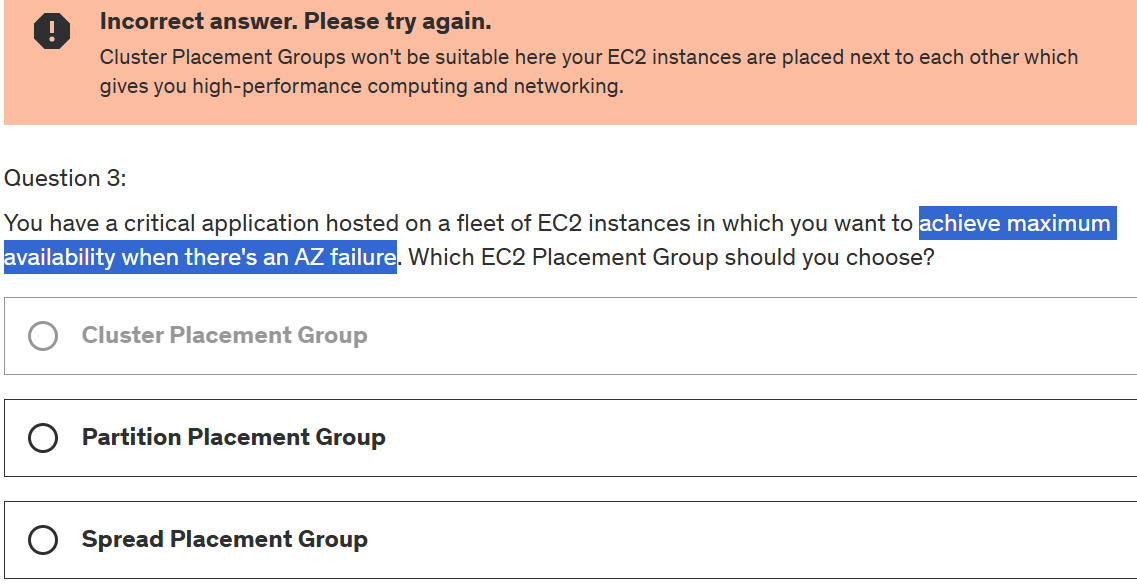 Incorrect answer. Please try again.
Cluster Placement Groups won't be suitable here your EC2 instances are placed next to each other which
gives you high-performance computing and networking.
Question 3:
You have a critical application hosted on a fleet of EC2 instances in which you want to achieve maximum
availability when there's an AZ failure. Which EC2 Placement Group should you choose?
Cluster Placement Group
Partition Placement Group
Spread Placement Group